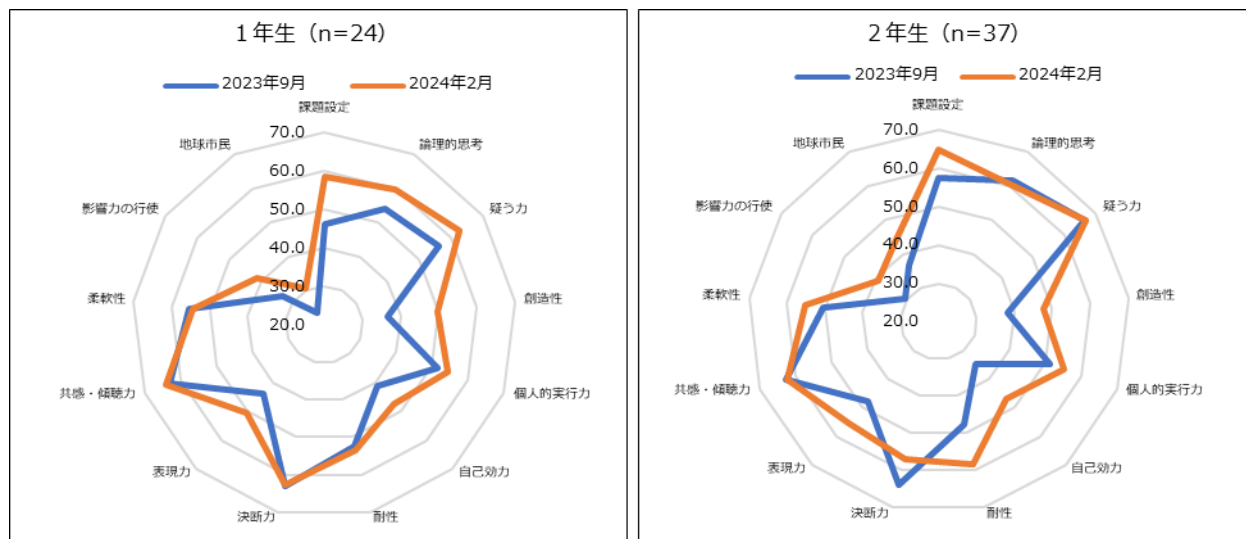 1年生（n=24）
2023年9月
2024年2月
課題設定
論理的思考
疑う力
創造性
個人的実行力
自己効力
耐性
決断力
表現力
共感・傾聴力
柔軟性
影響力の行使
地球市民
70.0
60.0
50.0
40.0
30.0
20.0
2年生（n=37）
2023年9月
2024年2月
課題設定
論理的思考
疑う力
創造性
個人的実行力
自己効力
耐性
決断力
表現力
共感・傾聴力
柔軟性
影響力の行使
地球市民
70.0
60.0
50.0
40.0
30.0
20.0